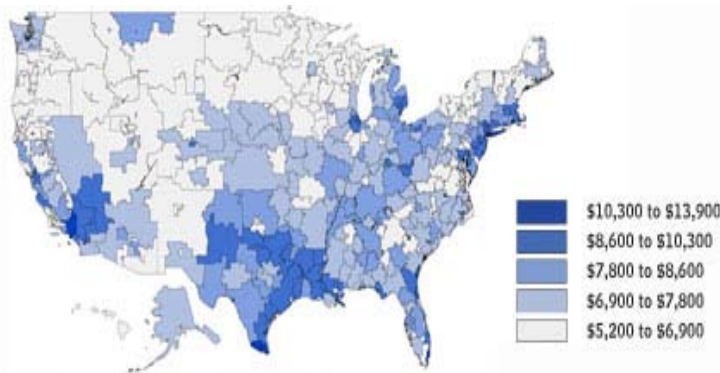 $10,300 to $13,900
$8,600 to $10,300
$7,800 to $8,600
$6,900 to $7,800
$5,200 to $6,900